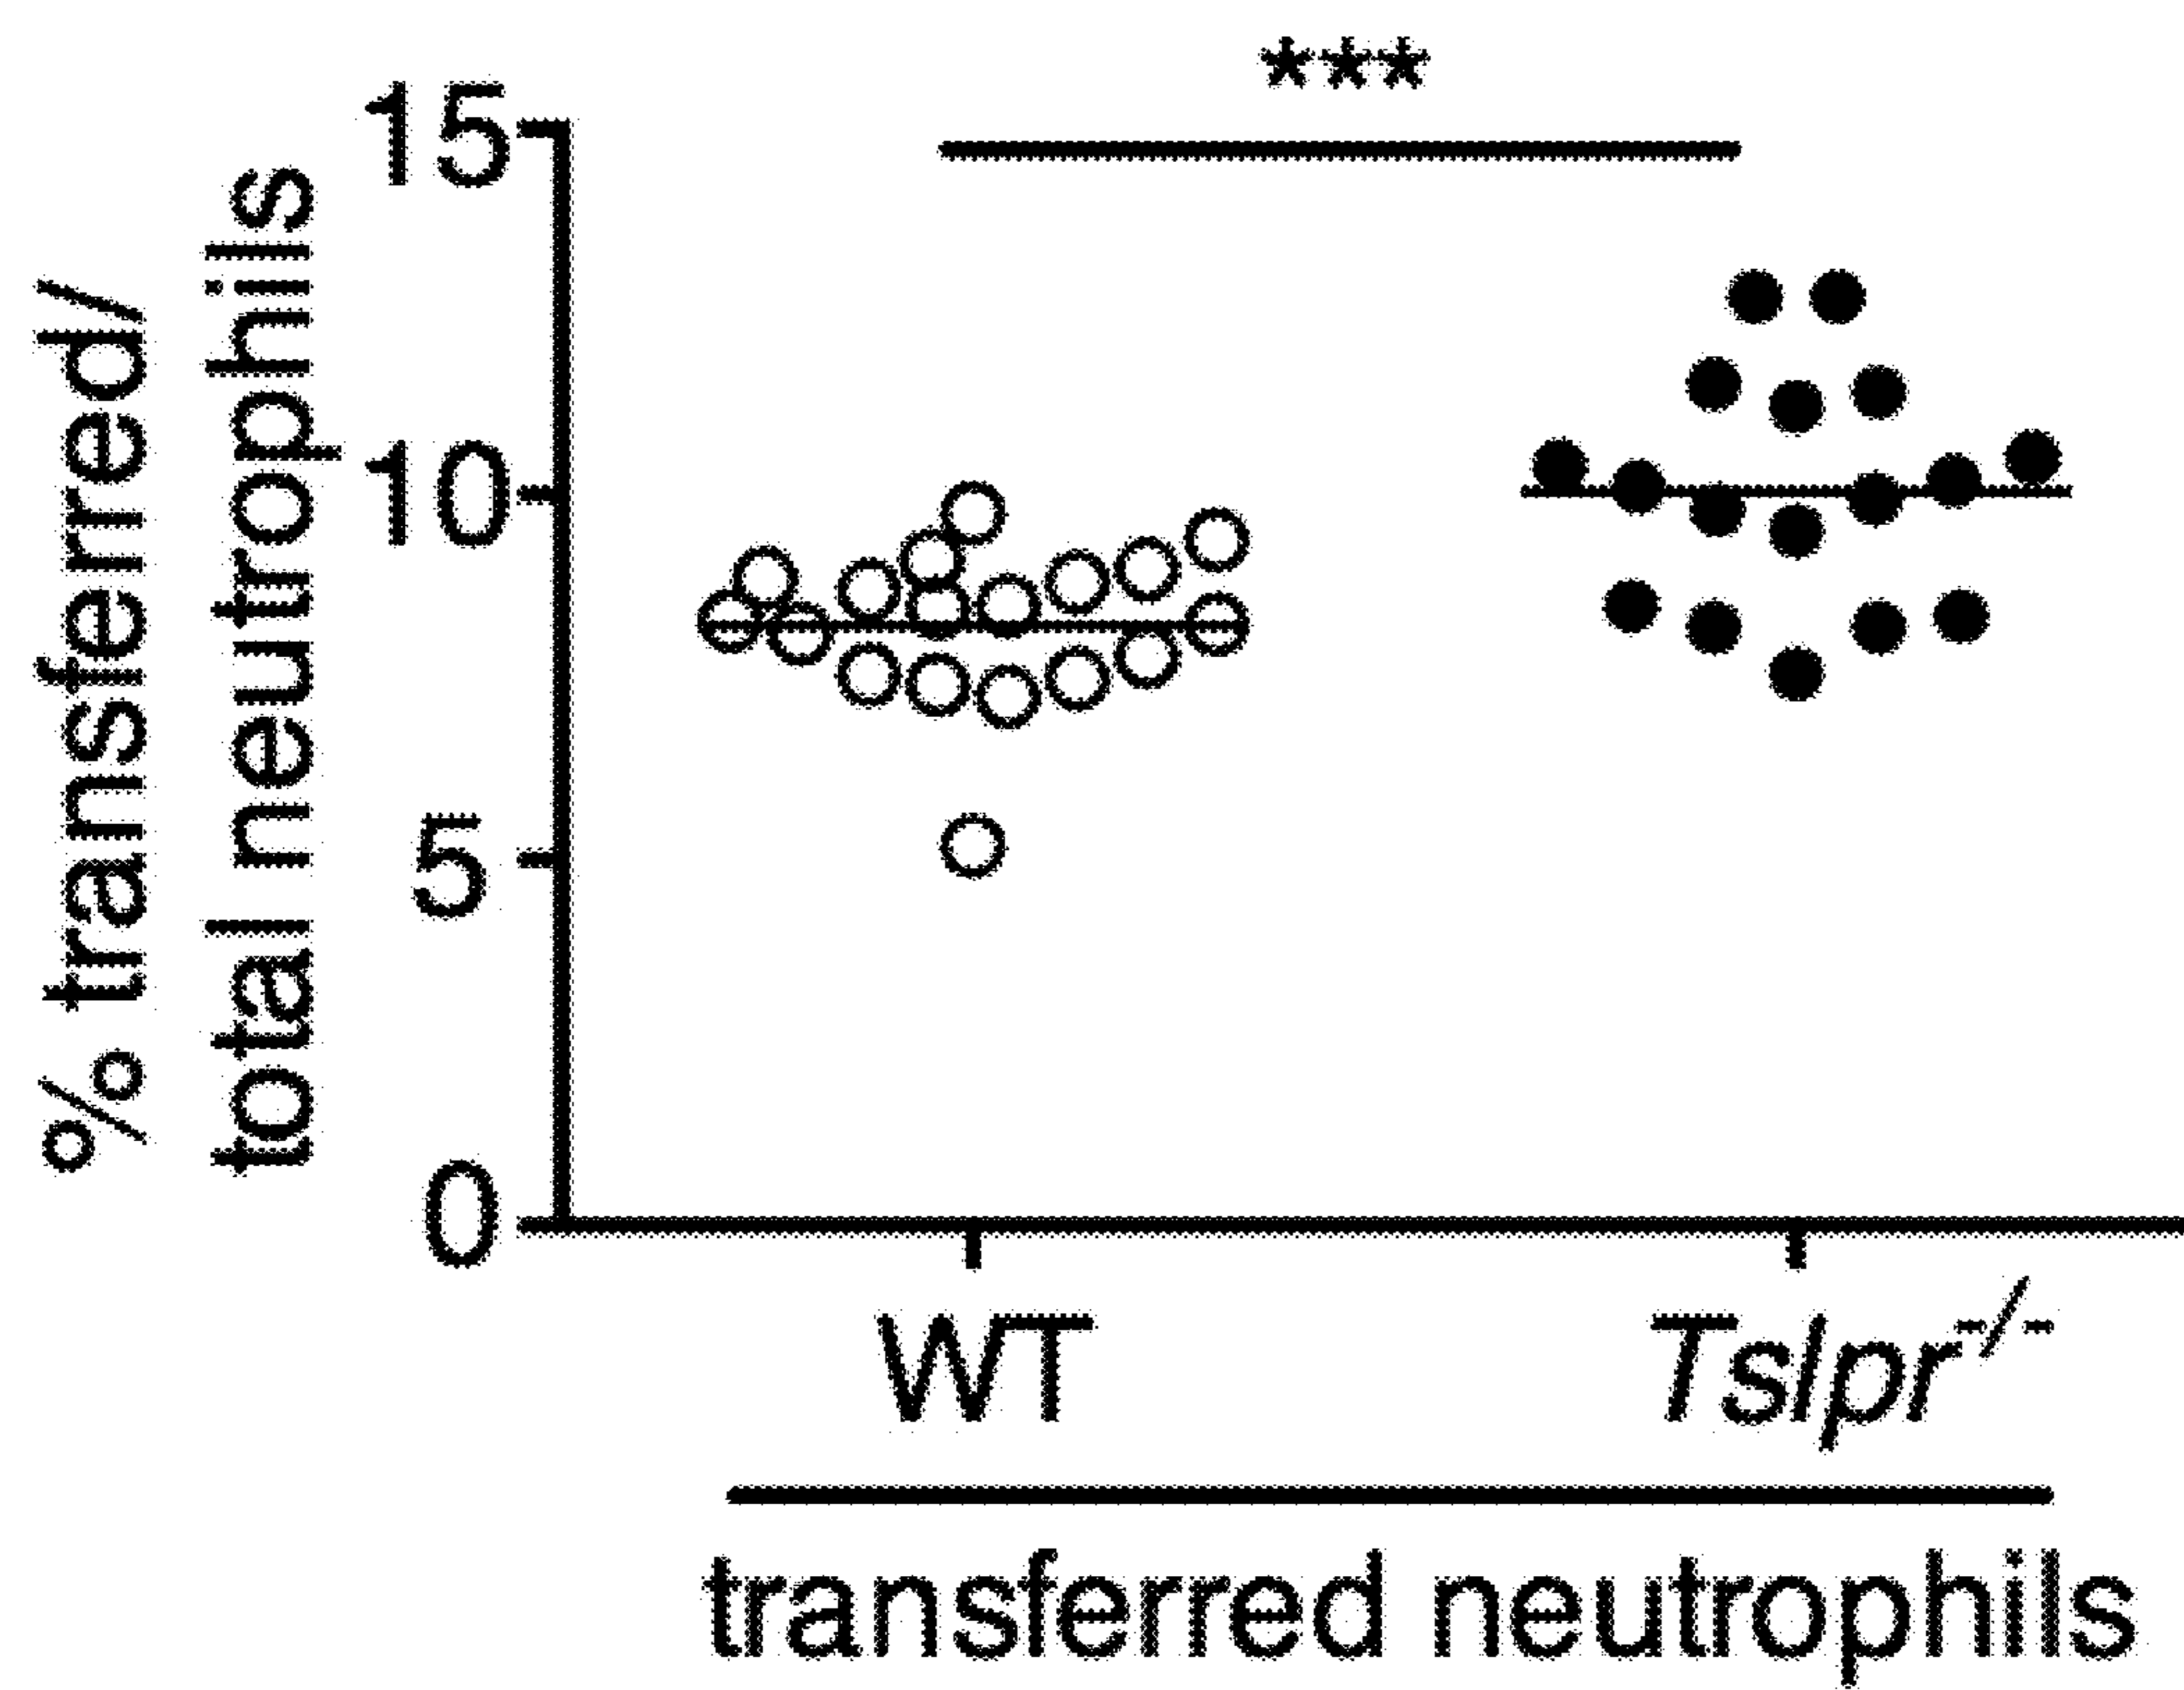 % transferred/
total neutrophils
***
15
10
5
0
WT
Tslpr-/-
transferred neutrophils